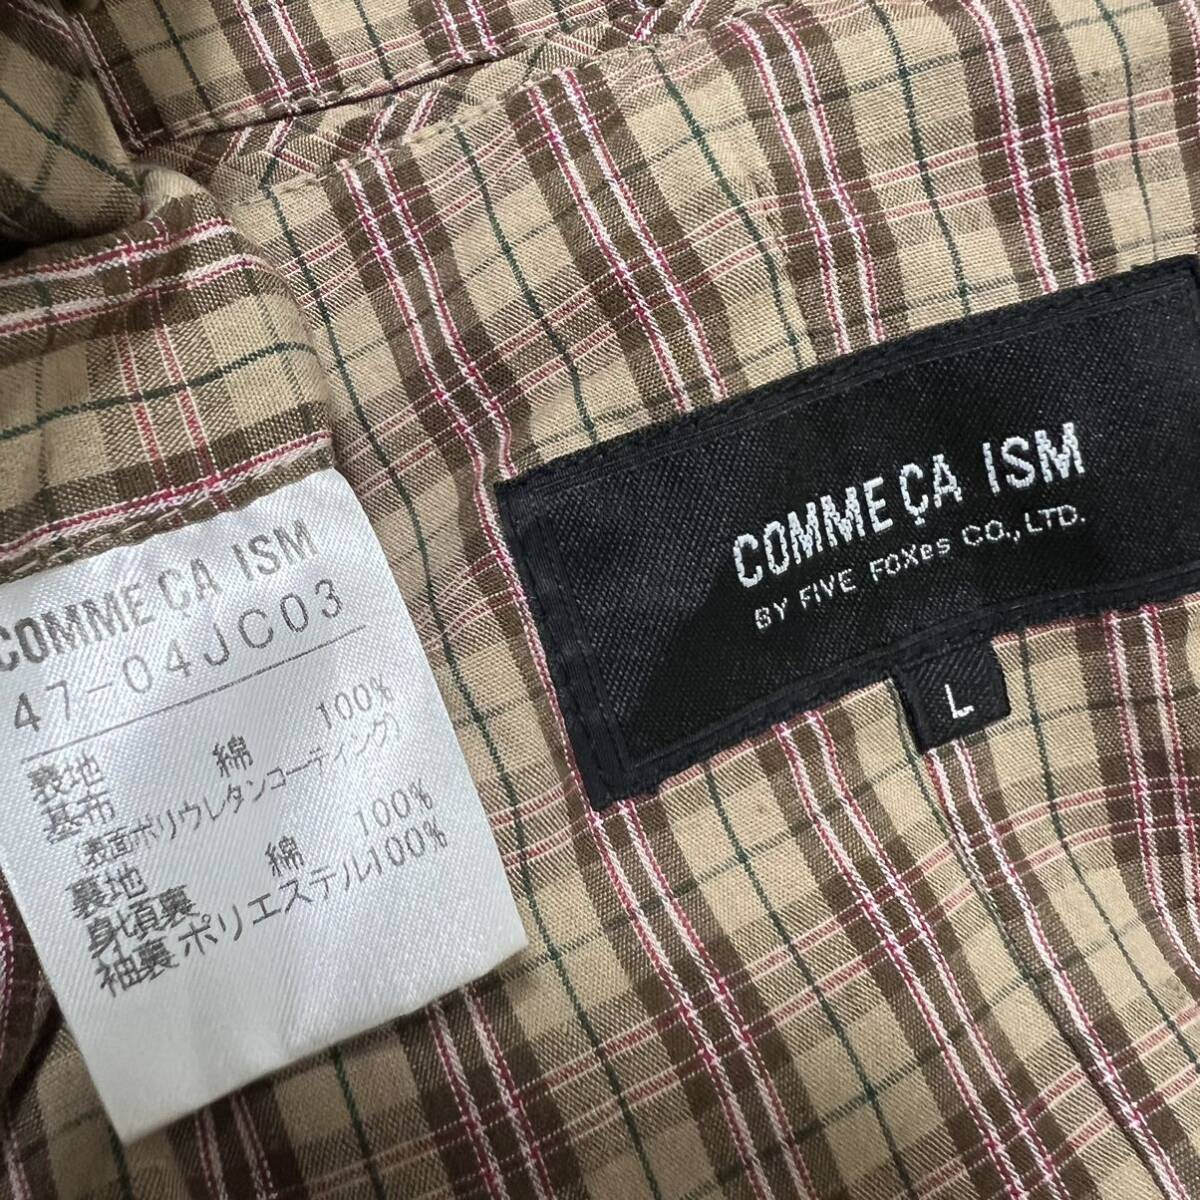 COMME ÇA ISM
BY FIVE FOXES CO., LTD.
L
COMME ÇA ISM
47-04JC03
表地
基布 綿 100%
(表面ポリウレタンコーティング)
裏地
身頃裏 綿 100%
袖裏 ポリエステル100%